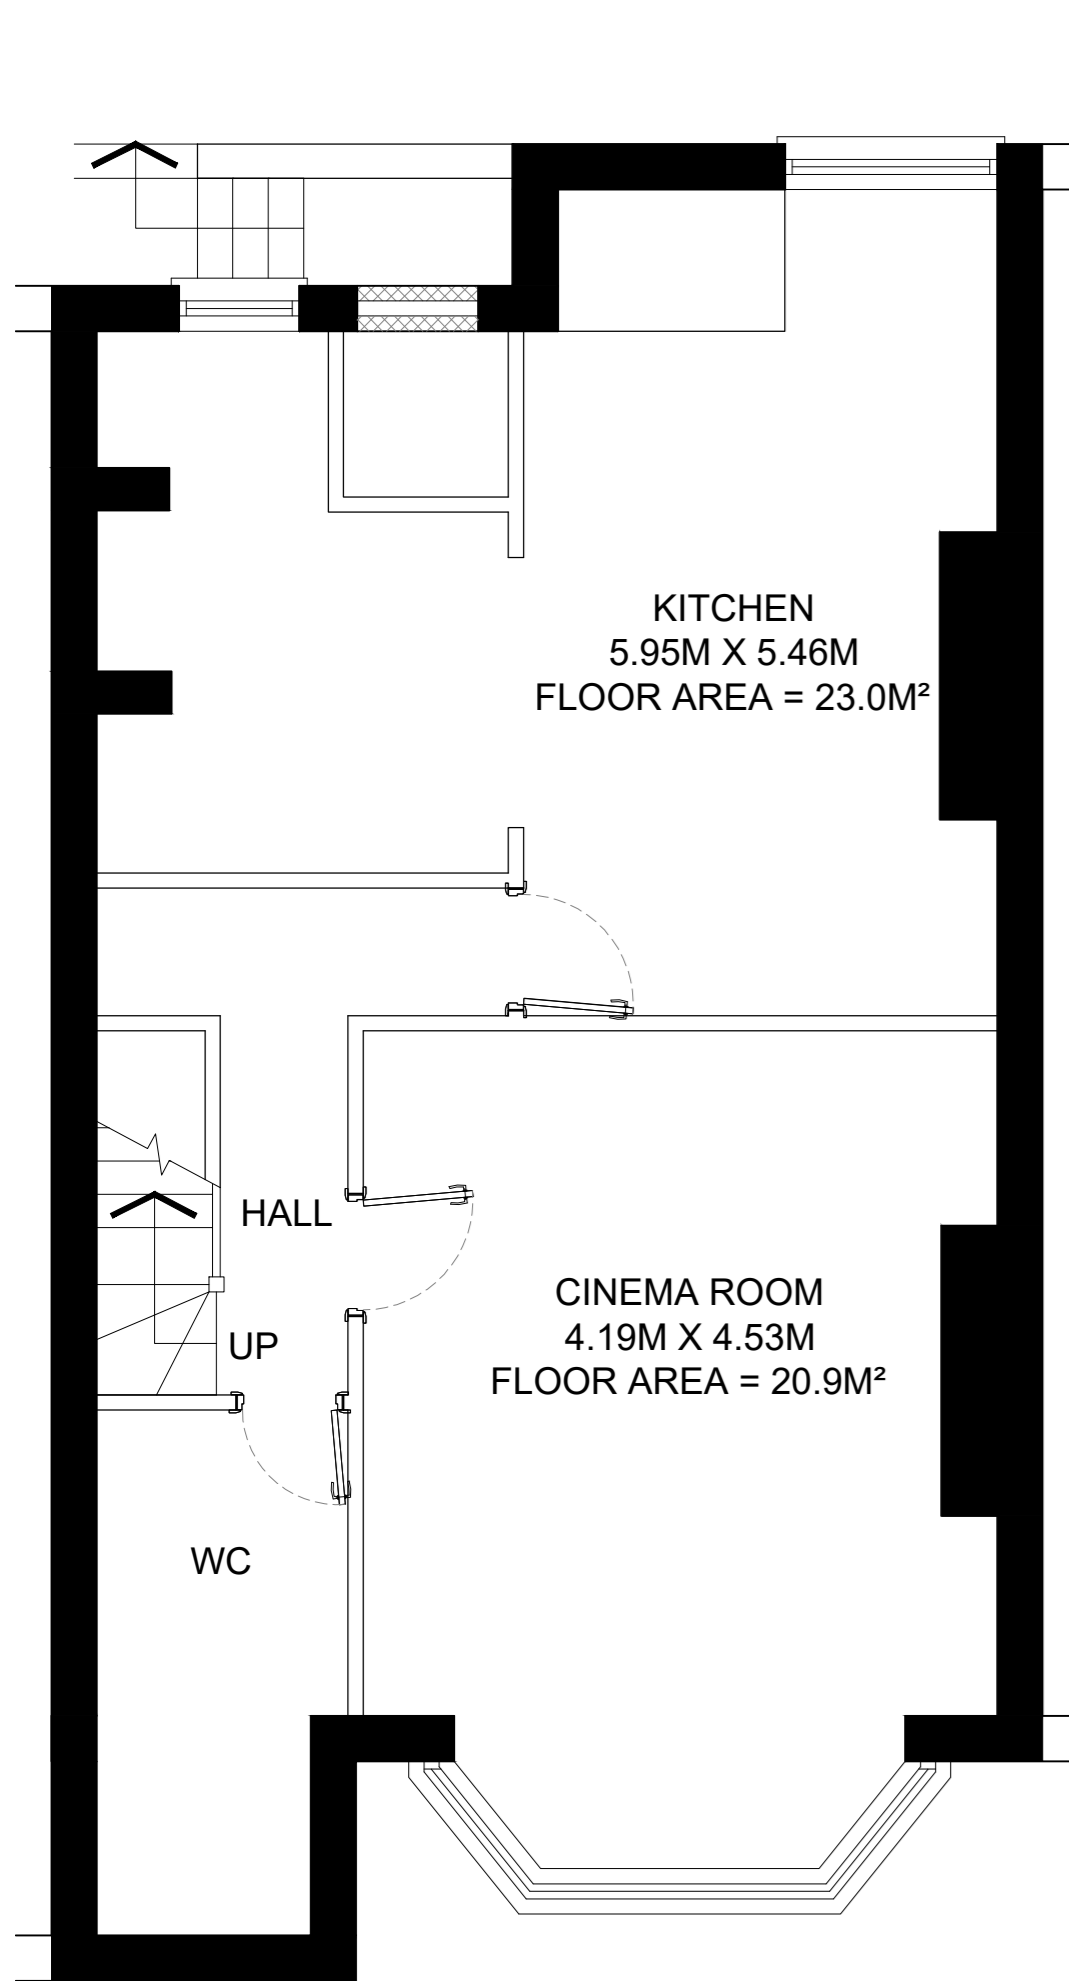 KITCHEN
5.95M X 5.46M
FLOOR AREA = 23.0M²
HALL
UP
CINEMA ROOM
4.19M X 4.53M
FLOOR AREA = 20.9M²
WC